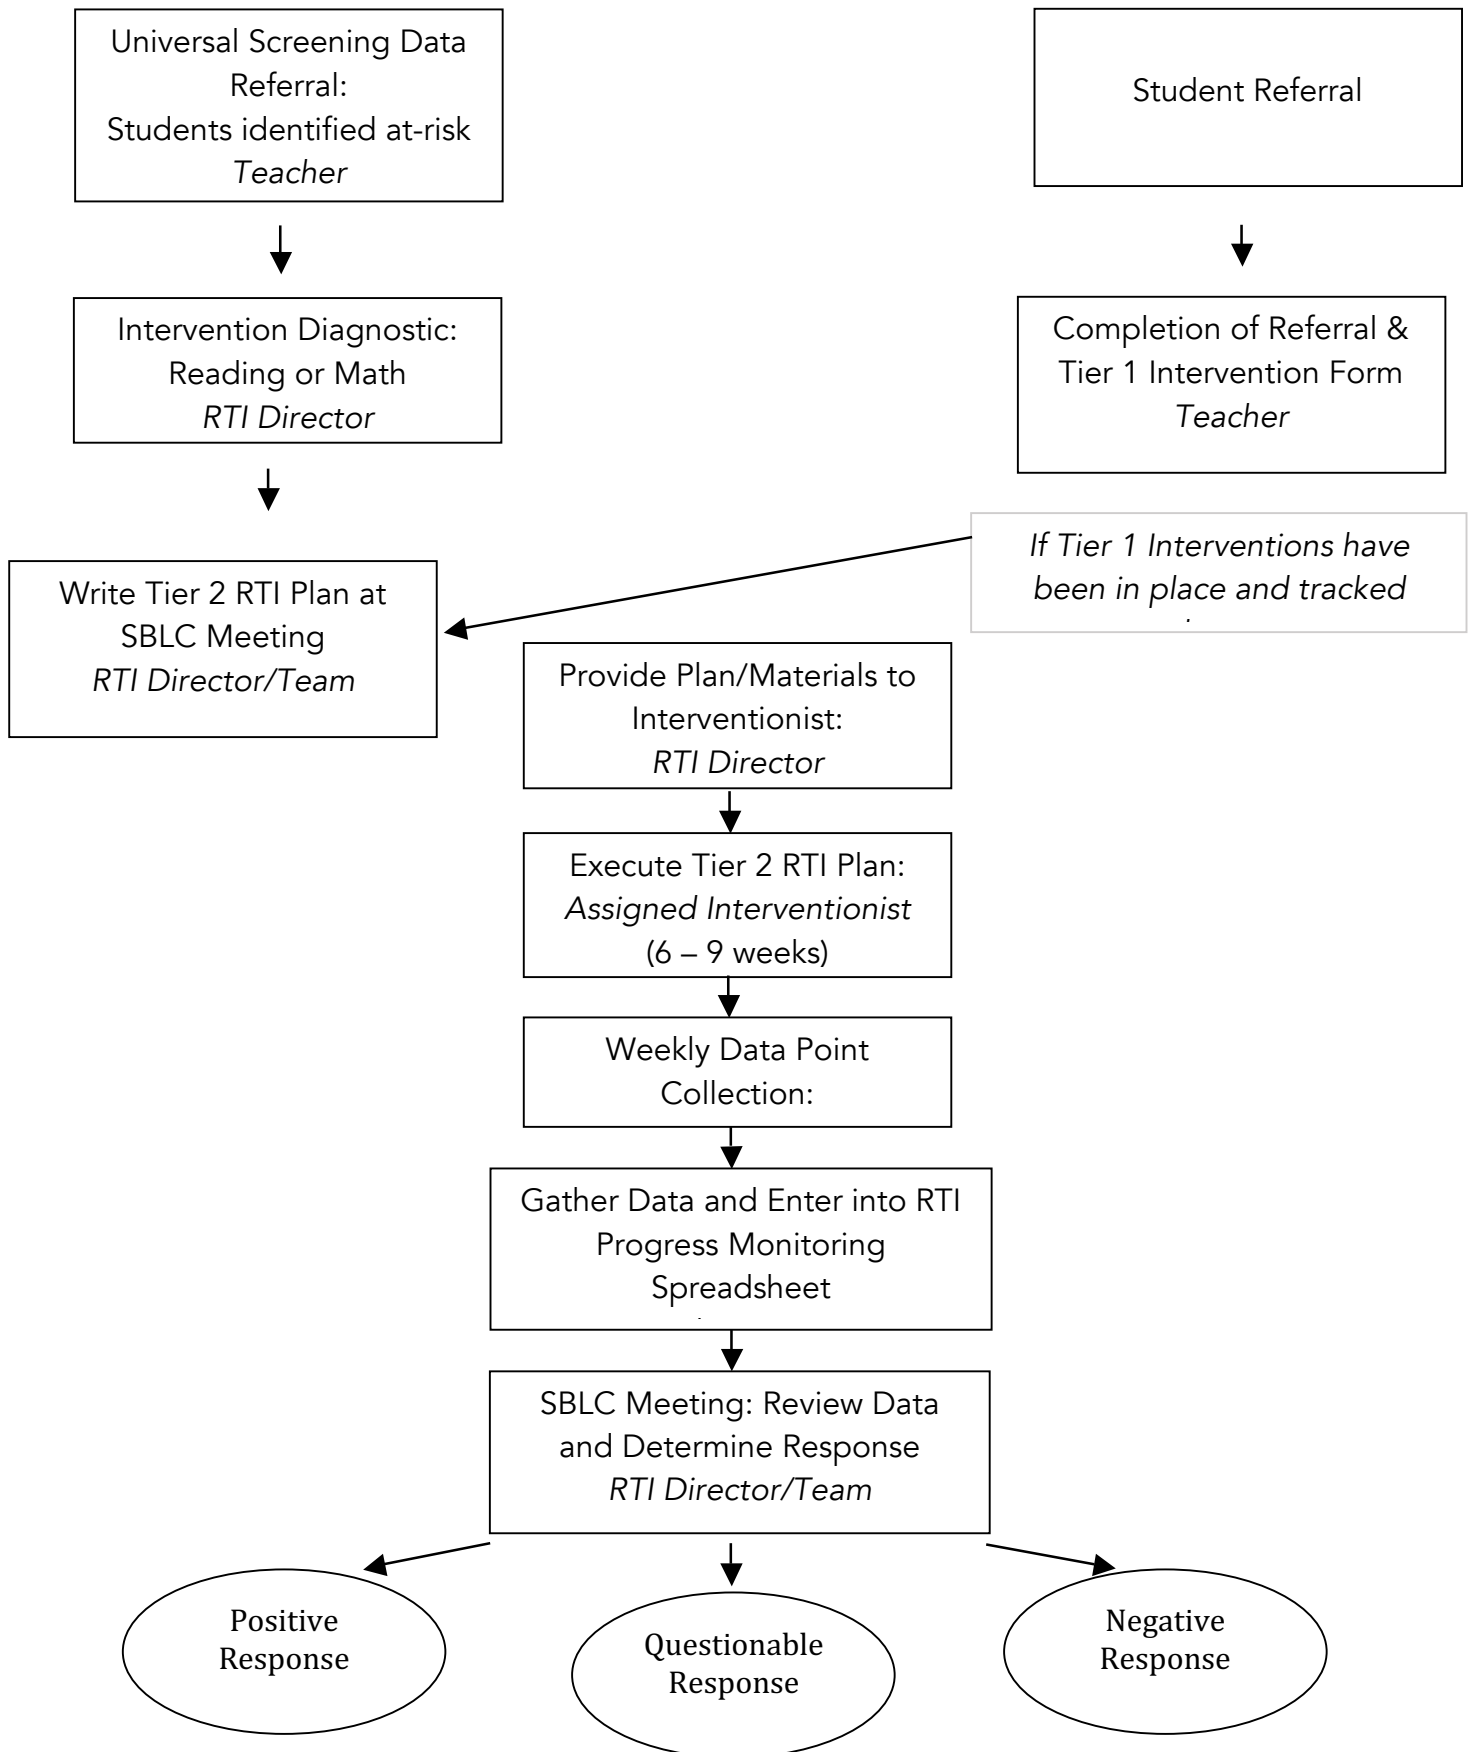 Universal Screening Data
Referral:
Students identified at-risk
Teacher
Student Referral
Intervention Diagnostic:
Reading or Math
RTI Director
Completion of Referral &
Tier 1 Intervention Form
Teacher
If Tier 1 Interventions have
been in place and tracked
Write Tier 2 RTI Plan at
SBLC Meeting
RTI Director/Team
Provide Plan/Materials to
Interventionist:
RTI Director
Execute Tier 2 RTI Plan:
Assigned Interventionist
(6 – 9 weeks)
Weekly Data Point
Collection:
Gather Data and Enter into RTI
Progress Monitoring
Spreadsheet
SBLC Meeting: Review Data
and Determine Response
RTI Director/Team
Positive
Response
Questionable
Response
Negative
Response